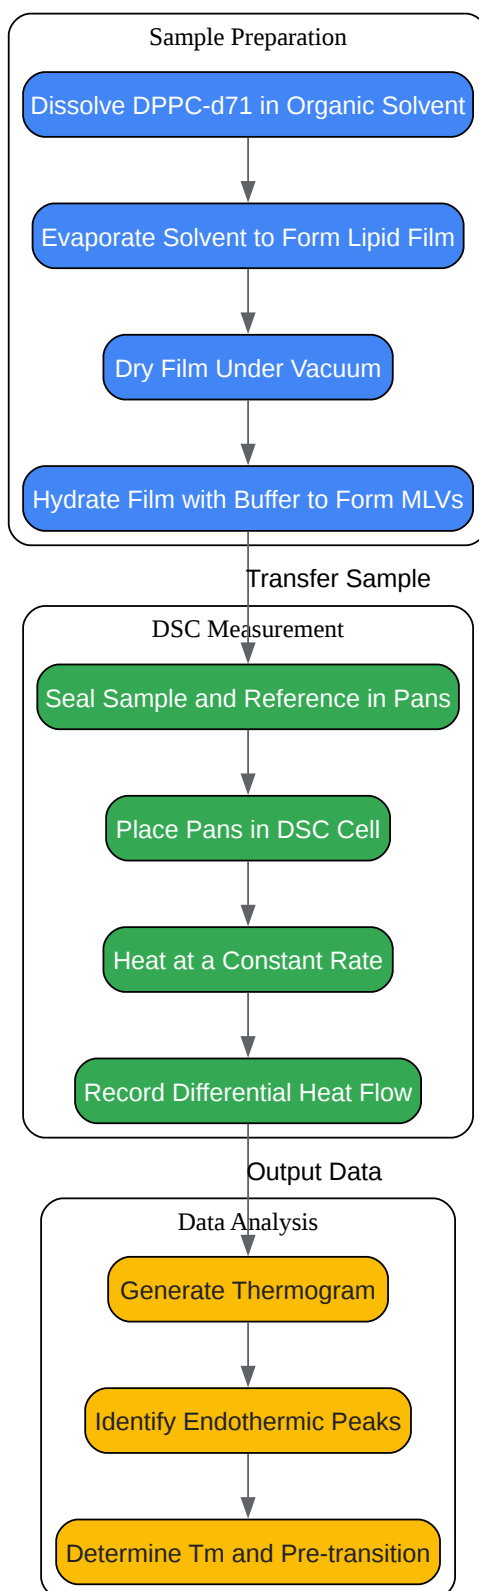 Sample Preparation
Dissolve DPPC-d71 in Organic Solvent
Evaporate Solvent to Form Lipid Film
Dry Film Under Vacuum
Hydrate Film with Buffer to Form MLVs
Transfer Sample
DSC Measurement
Seal Sample and Reference in Pans
Place Pans in DSC Cell
Heat at a Constant Rate
Record Differential Heat Flow
Output Data
Data Analysis
Generate Thermogram
Identify Endothermic Peaks
Determine Tm and Pre-transition